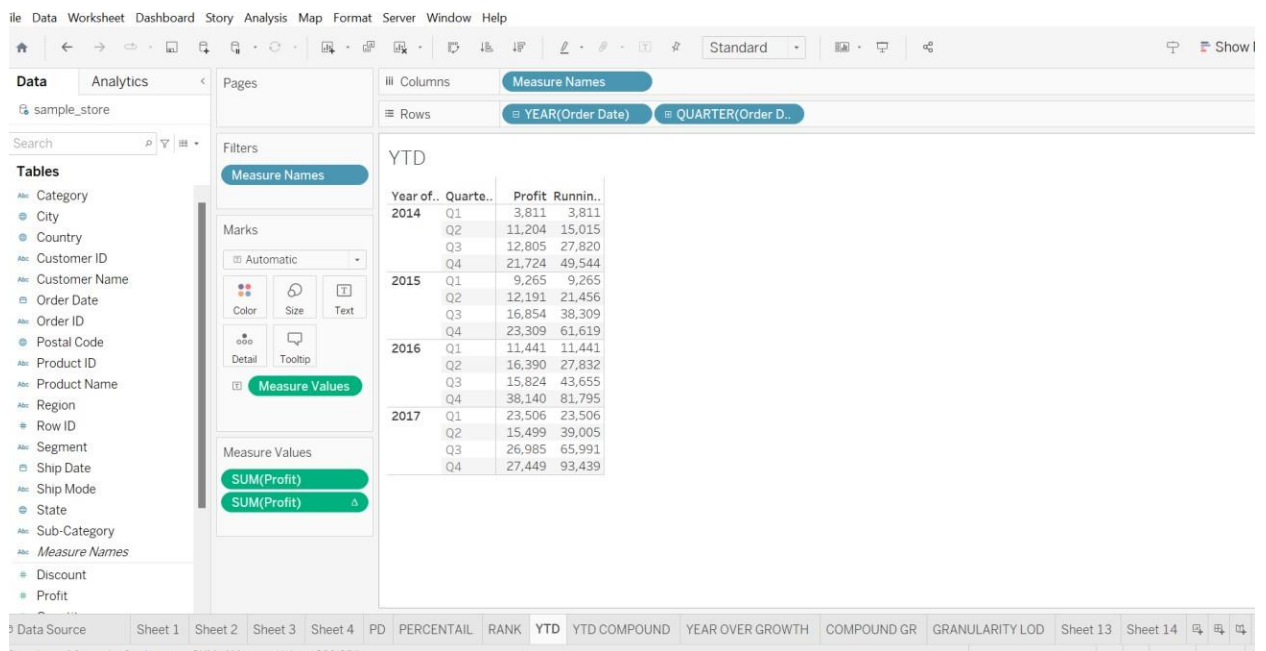 ile Data Worksheet Dashboard Story Analysis Map Format Server Window Help
Standard
Show
Data Analytics
Pages
Columns Measure Names
sample_store
Rows YEAR(Order Date) QUARTER(Order D..
Search
Filters
Measure Names
YTD
Tables
Category
City
Country
Customer ID
Customer Name
Order Date
Order ID
Postal Code
Product ID
Product Name
Region
Row ID
Segment
Ship Date
Ship Mode
State
Sub-Category
Measure Names
Discount
Profit
Marks
Automatic
Color Size Text
Detail Tooltip
Measure Values
Measure Values
SUM(Profit)
SUM(Profit)
Year of.. Quarte.. Profit Runnin..
2014 Q1 3,811 3,811
Q2 11,204 15,015
Q3 12,805 27,820
Q4 21,724 49,544
2015 Q1 9,265 9,265
Q2 12,191 21,456
Q3 16,854 38,309
Q4 23,309 61,619
2016 Q1 11,441 11,441
Q2 16,390 27,832
Q3 15,824 43,655
Q4 38,140 81,795
2017 Q1 23,506 23,506
Q2 15,499 39,005
Q3 26,985 65,991
Q4 27,449 93,439
Data Source Sheet 1 Sheet 2 Sheet 3 Sheet 4 PD PERCENTAIL RANK YTD YTD COMPOUND YEAR OVER GROWTH COMPOUND GR GRANULARITY LOD Sheet 13 Sheet 14